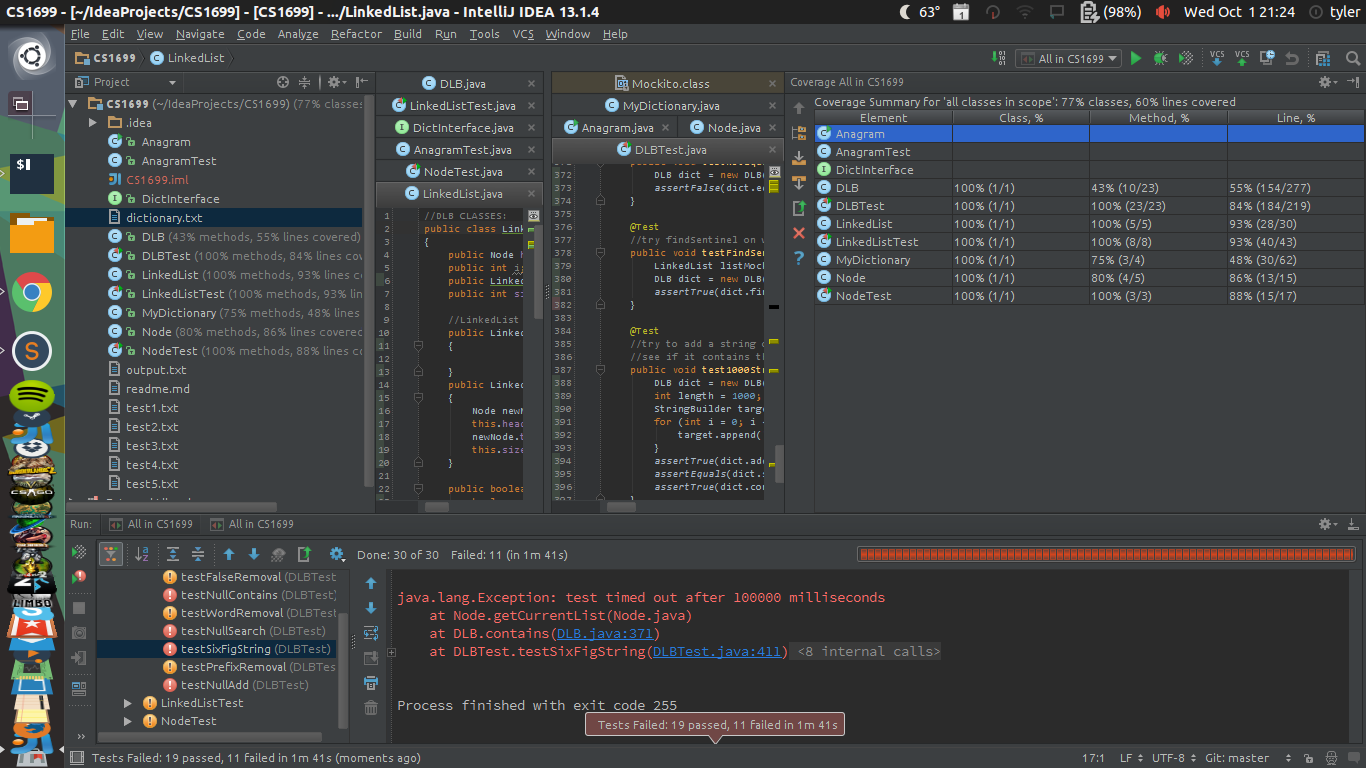 CS1699 - [~/IdeaProjects/CS1699] - [CS1699] - .../LinkedList.java - IntelliJ IDEA 13.1.4
63° 1 (98%) Wed Oct 1 21:24 tyler
File Edit View Navigate Code Analyze Refactor Build Run Tools VCS Window Help
CS1699 LinkedList
All in CS1699
VCS VCS
Project
CS1699 (~/IdeaProjects/CS1699) (77% classes
.idea
Anagram
AnagramTest
CS1699.iml
DictInterface
dictionary.txt
DLB (43% methods, 55% lines covered)
DLBTest (100% methods, 84% lines
LinkedList (100% methods, 93% lines
LinkedListTest (100% methods, 93%
MyDictionary (75% methods, 48%
Node (80% methods, 86% lines covere
NodeTest (100% methods, 88% lines c
output.txt
readme.md
test1.txt
test2.txt
test3.txt
test4.txt
test5.txt
DLB.java
LinkedListTest.java
DictInterface.java
AnagramTest.java
NodeTest.java
LinkedList.java
1 //DLB CLASSES:
2 public class Link
3 {
4 public Node h
5 public int i
6 public Linked
7 public int si
8
9 //LinkedList
10 public Linked
11 {
12
13 }
14 public Linked
15 {
16 Node newN
17 this.head
18 newNode.t
19 this.size
20 }
21
22 public boolea
Mockito.class
MyDictionary.java
Anagram.java Node.java
DLBTest.java
372 DLB dict = new DLB(
373 assertFalse(dict.eq
374 }
375
376 @Test
377 //try findSentinel on
378 public void testFindSen
379 LinkedList listMock
380 DLB dict = new DLB(
381 assertTrue(dict.fin
382 }
383
384 @Test
385 //try to add a string o
386 //see if it contains th
387 public void test1000Str
388 DLB dict = new DLB(
389 int length = 1000;
390 StringBuilder targe
391 for (int i = 0; i
392 target.append(
393 }
394 assertTrue(dict.add
395 assertEquals(dict.s
396 assertTrue(dict.con
397 }
Coverage All in CS1699
Coverage Summary for 'all classes in scope': 77% classes, 60% lines covered
Element Class, % Method, % Line, %
Anagram
AnagramTest
DictInterface
DLB 100% (1/1) 43% (10/23) 55% (154/277)
DLBTest 100% (1/1) 100% (23/23) 84% (184/219)
LinkedList 100% (1/1) 100% (5/5) 93% (28/30)
LinkedListTest 100% (1/1) 100% (8/8) 93% (40/43)
MyDictionary 100% (1/1) 75% (3/4) 48% (30/62)
Node 100% (1/1) 80% (4/5) 86% (13/15)
NodeTest 100% (1/1) 100% (3/3) 88% (15/17)
Run: All in CS1699 All in CS1699
Done: 30 of 30 Failed: 11 (in 1m 41s)
testFalseRemoval (DLBTest
testNullContains (DLBTest)
testWordRemoval (DLBTest
testNullSearch (DLBTest)
testSixFigString (DLBTest)
testPrefixRemoval (DLBTes
testNullAdd (DLBTest)
LinkedListTest
NodeTest
java.lang.Exception: test timed out after 100000 milliseconds
at Node.getCurrentList(Node.java)
at DLB.contains(DLB.java:371)
at DLBTest.testSixFigString(DLBTest.java:411) <8 internal calls>
Process finished with exit code 255
Tests Failed: 19 passed, 11 failed in 1m 41s
Tests Failed: 19 passed, 11 failed in 1m 41s (moments ago)
17:1 LF UTF-8 Git: master
$
S
CS:GO
LIMBO